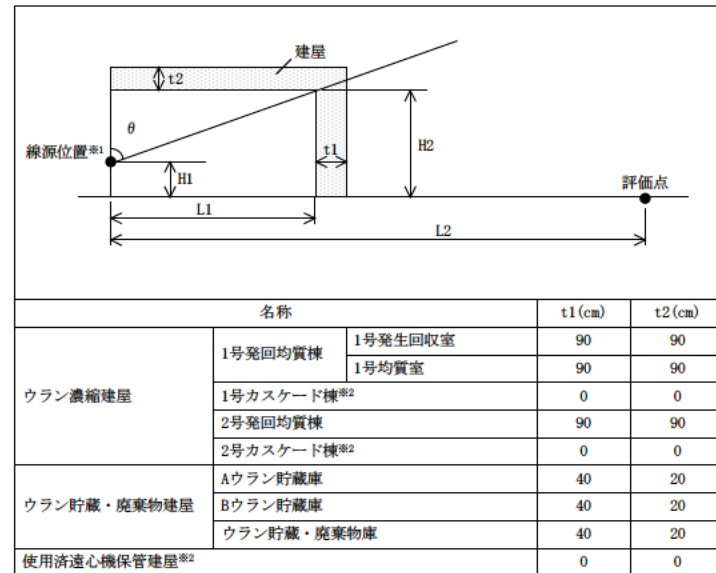 建屋
t2
θ
線源位置※1
t1
H2
H1
評価点
L1
L2
名称 t1(cm) t2(cm)
ウラン濃縮建屋 1号発回均質棟 1号発生回収室 90 90
1号均質室 90 90
1号カスケード棟※2 0 0
2号発回均質棟 90 90
2号カスケード棟※2 0 0
ウラン貯蔵・廃棄物建屋 Aウラン貯蔵庫 40 20
Bウラン貯蔵庫 40 20
ウラン貯蔵・廃棄物庫 40 20
使用済遠心機保管建屋※2 0 0